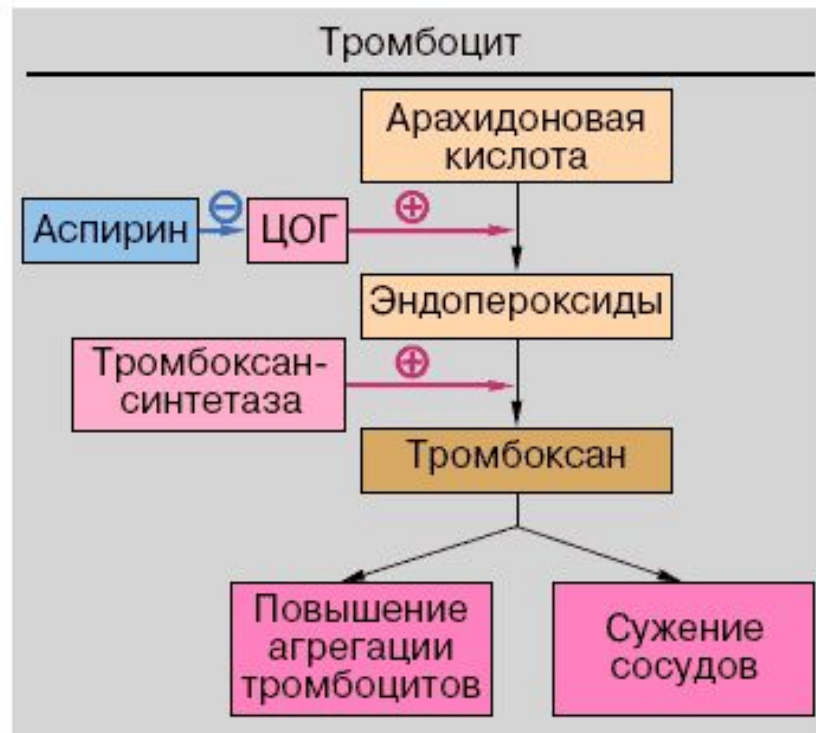 Тромбоцит
Арахидоновая
кислота
⊖
⊕
Аспирин
ЦОГ
Эндопероксиды
⊕
Тромбоксан-
синтетаза
Тромбоксан
Повышение
агрегации
тромбоцитов
Сужение
сосудов